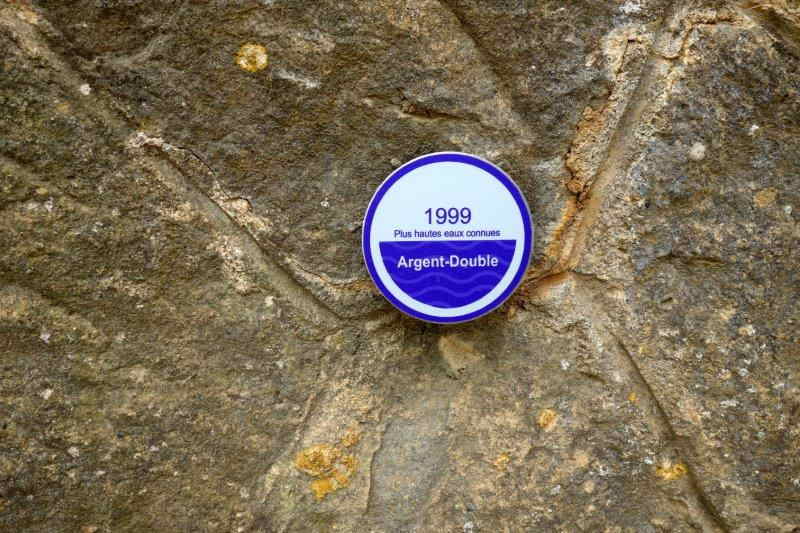 1999
Plus hautes eaux connues
Argent-Double